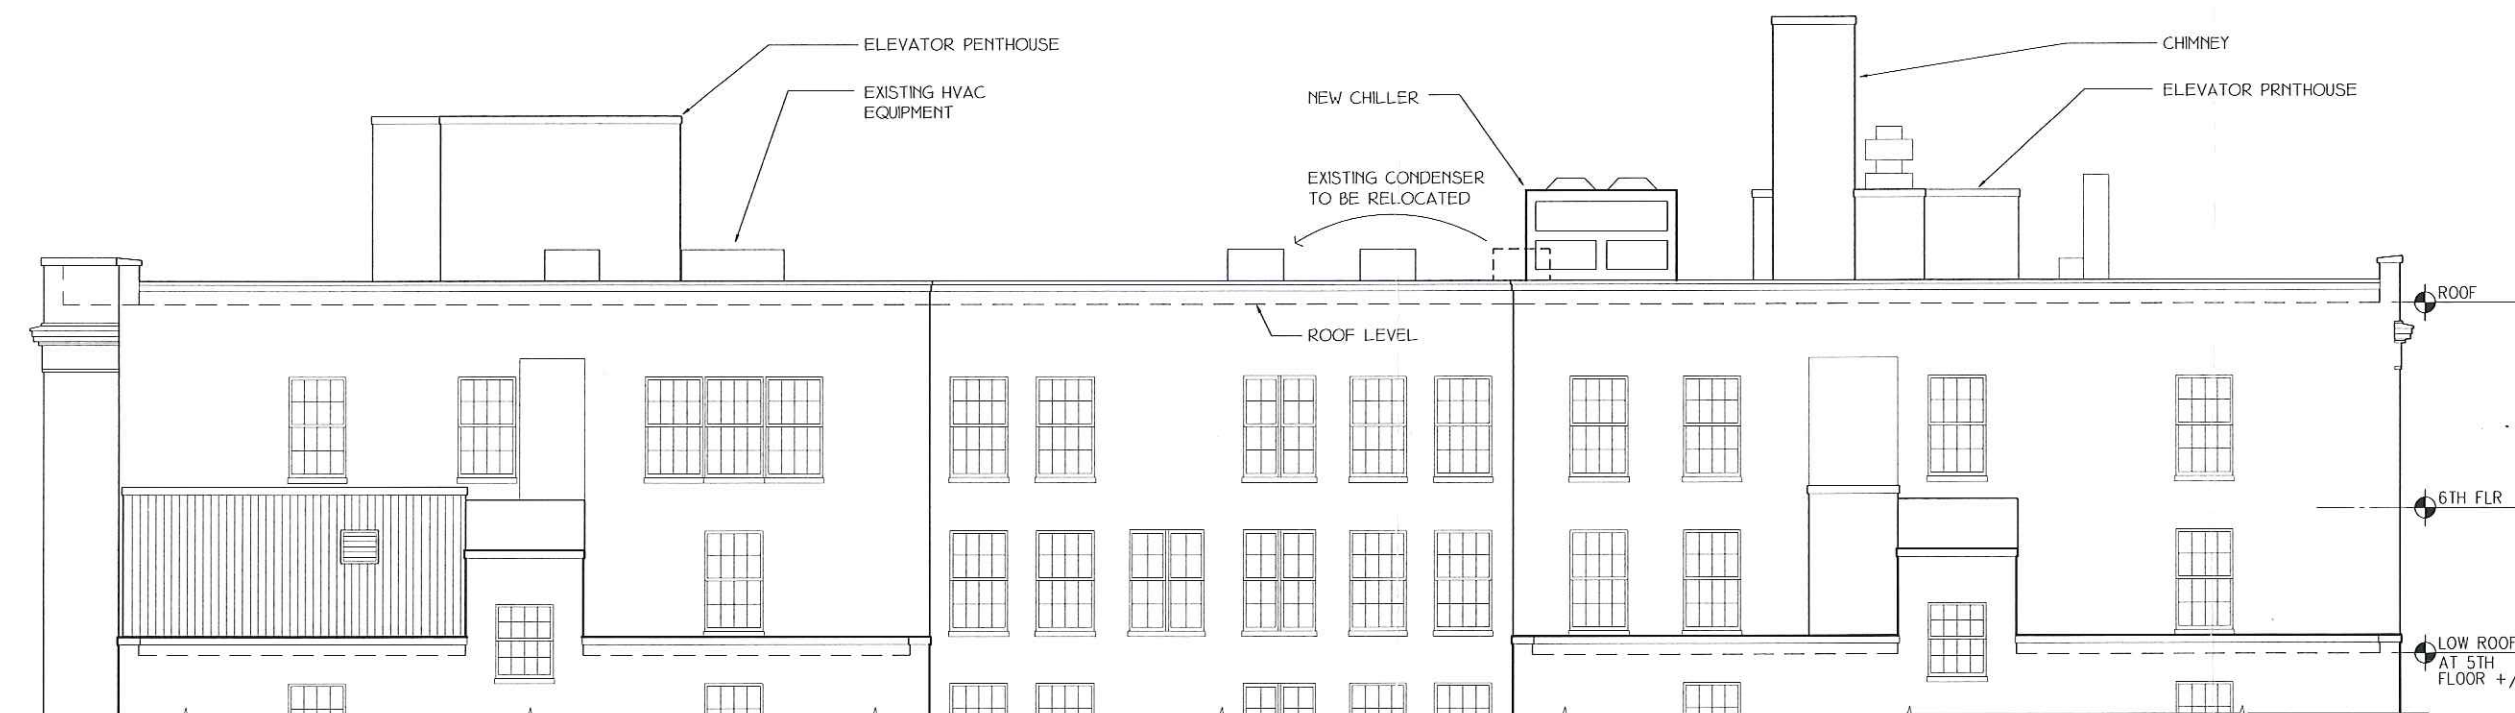 ELEVATOR PENTHOUSE
EXISTING HVAC
EQUIPMENT
NEW CHILLER
EXISTING CONDENSER
TO BE RELOCATED
CHIMNEY
ELEVATOR PRNTHOUSE
ROOF LEVEL
ROOF
6TH FLR
LOW ROOF
AT 5TH
FLOOR +/